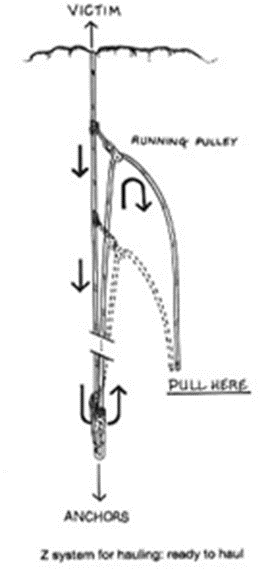 VICTIM
RUNNING PULLEY
PULL HERE
ANCHORS
Z system for hauling: ready to haul